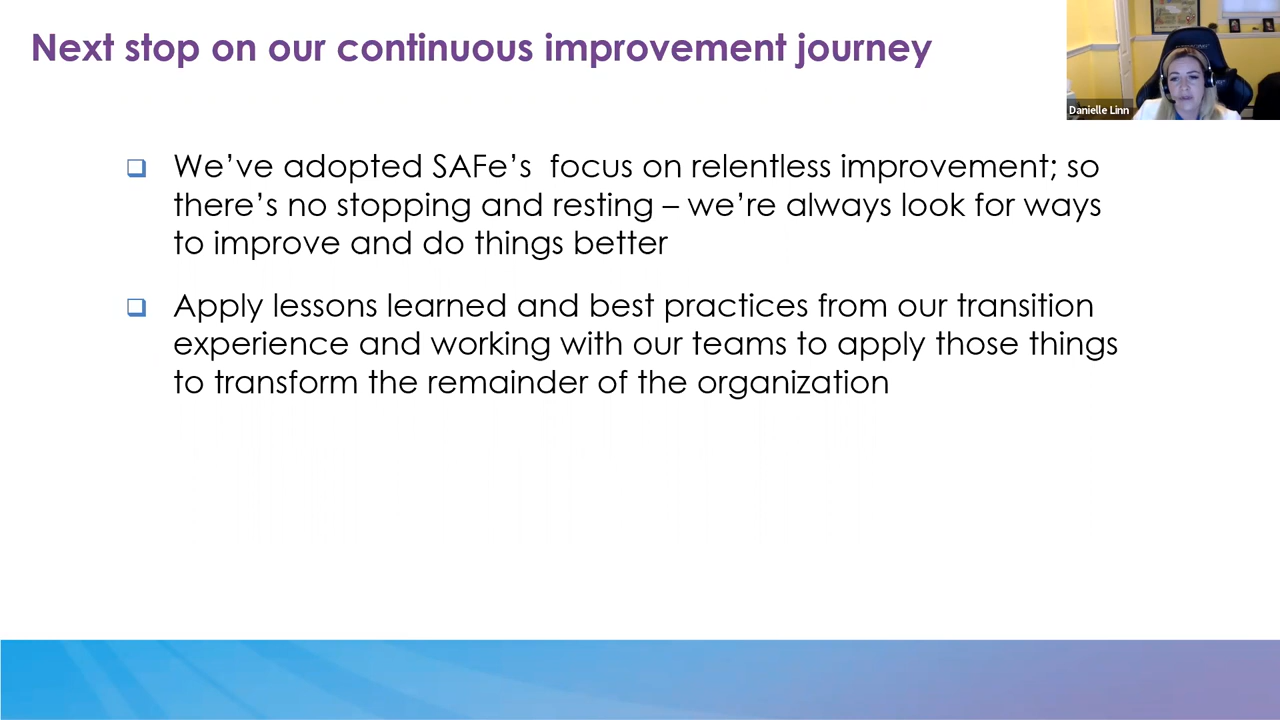 Next stop on our continuous improvement journey
Danielle Linn
We’ve adopted SAFe’s  focus on relentless improvement; so
there’s no stopping and resting – we’re always look for ways
to improve and do things better
Apply lessons learned and best practices from our transition
experience and working with our teams to apply those things
to transform the remainder of the organization